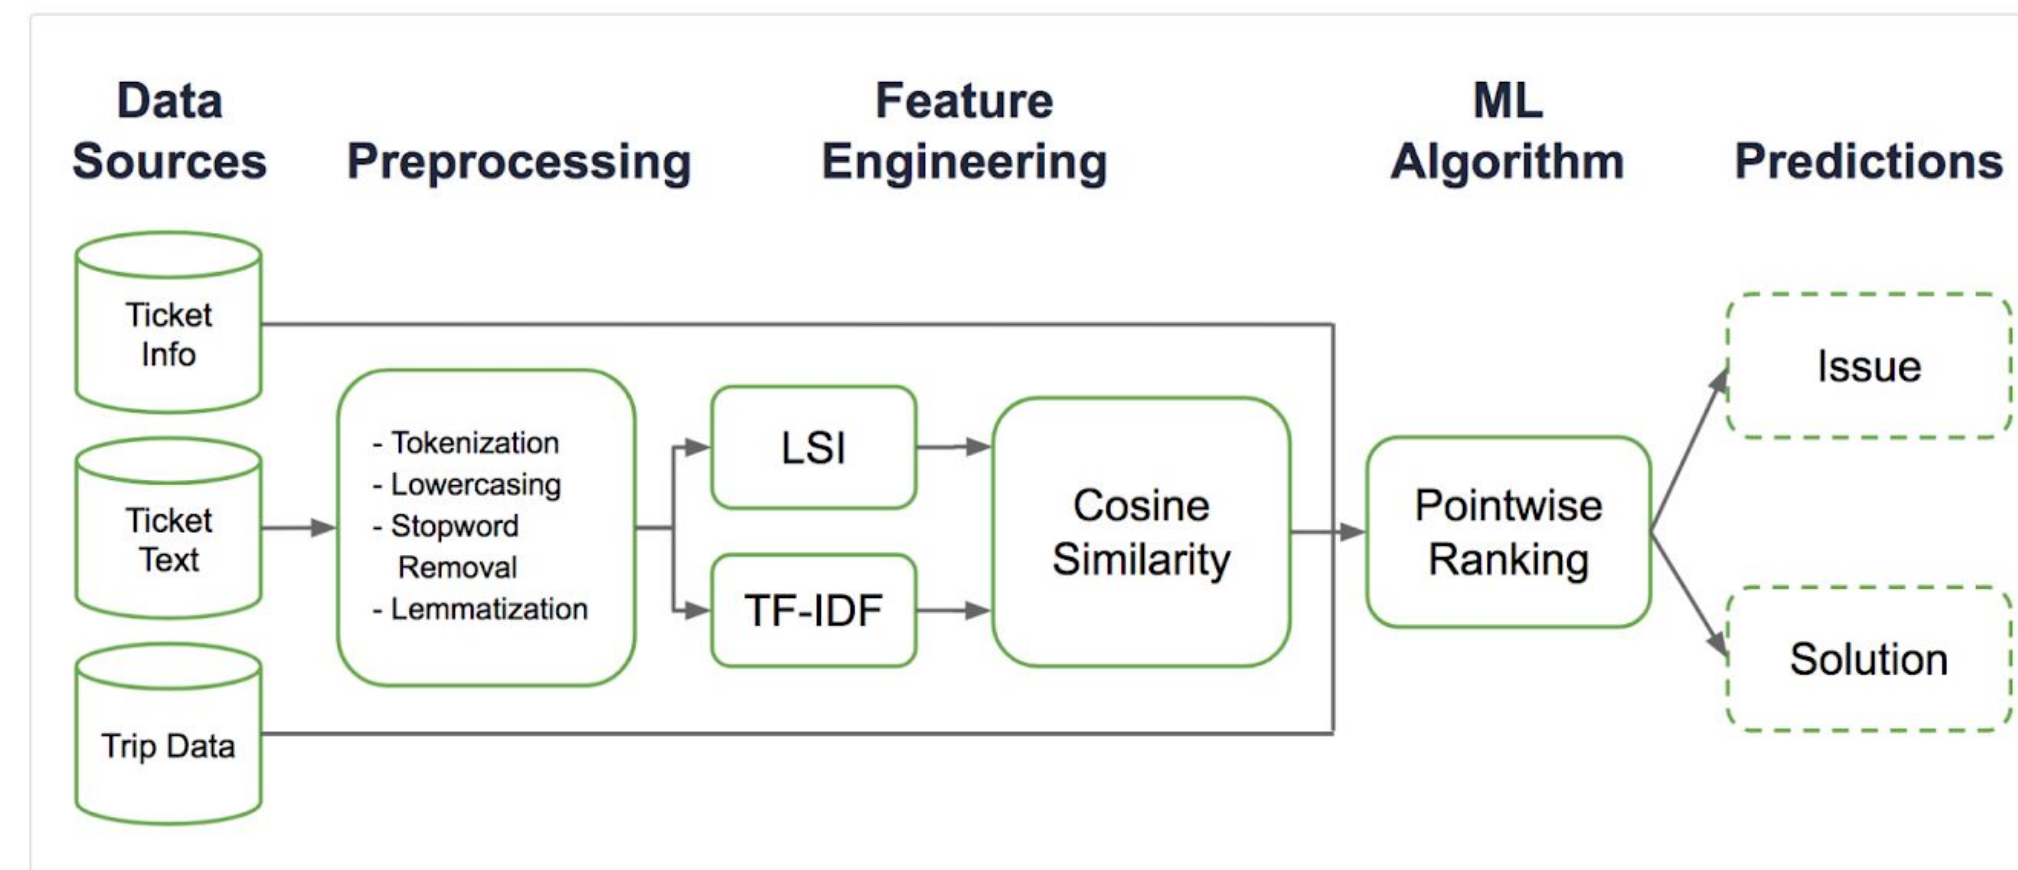 Data
Sources
Preprocessing
Feature
Engineering
ML
Algorithm
Predictions
Ticket
Info
Ticket
Text
Trip Data
- Tokenization
- Lowercasing
- Stopword
Removal
- Lemmatization
LSI
TF-IDF
Cosine
Similarity
Pointwise
Ranking
Issue
Solution